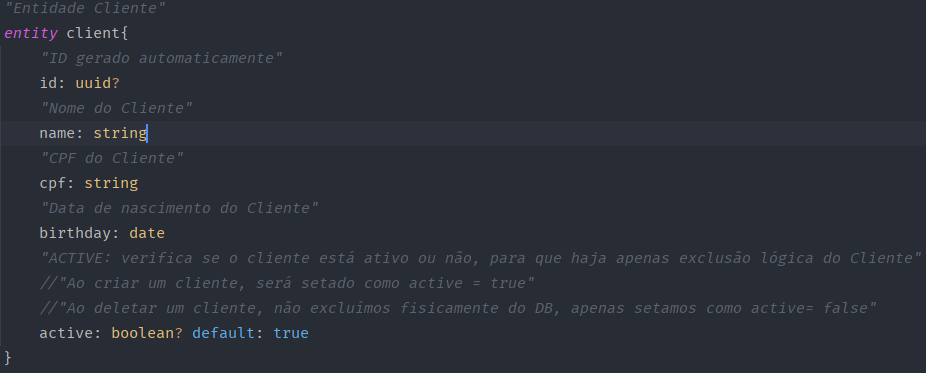 "Entidade Cliente"
entity client{
"ID gerado automaticamente"
id: uuid?
"Nome do Cliente"
name: string
"CPF do Cliente"
cpf: string
"Data de nascimento do Cliente"
birthday: date
"ACTIVE: verifica se o cliente está ativo ou não, para que haja apenas exclusão lógica do Cliente"
//"Ao criar um cliente, será setado como active = true"
//"Ao deletar um cliente, não excluimos fisicamente do DB, apenas setamos como active= false"
active: boolean? default: true
}